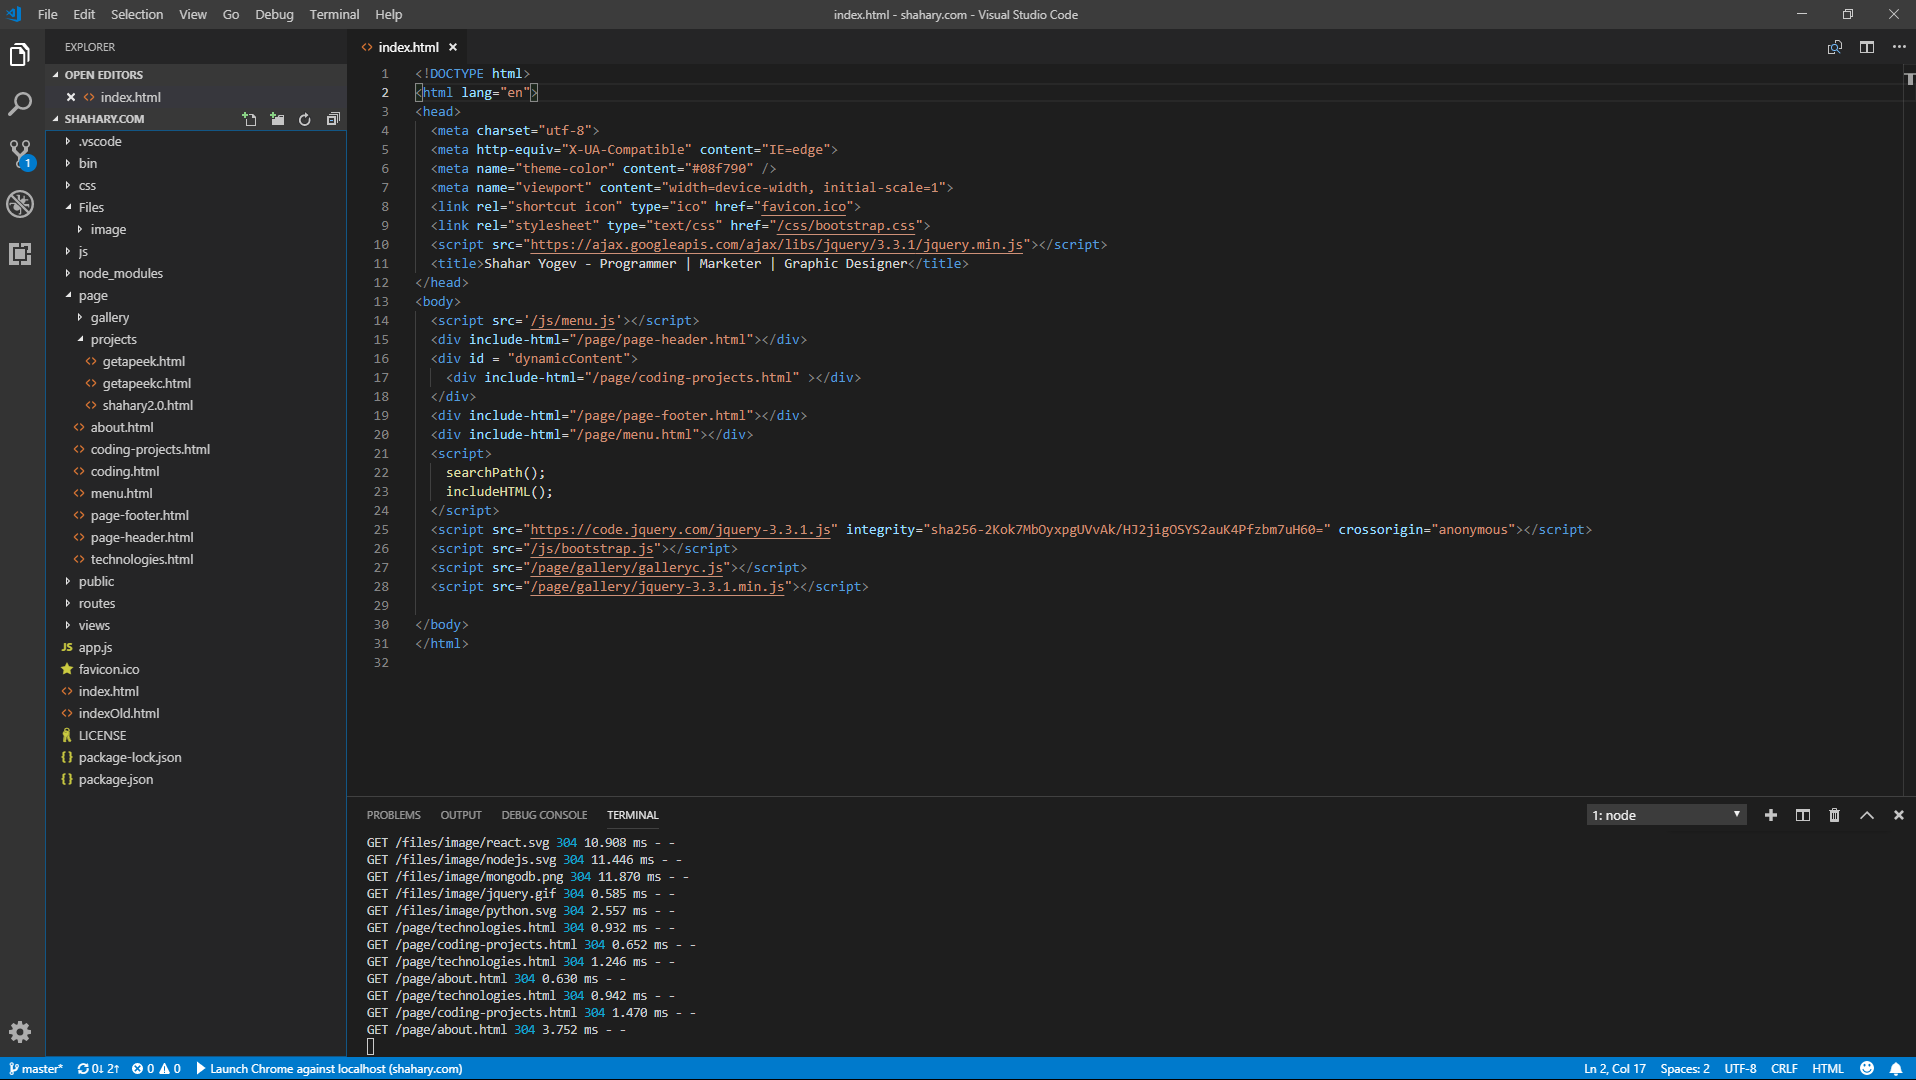 File Edit Selection View Go Debug Terminal Help
index.html - shahary.com - Visual Studio Code
EXPLORER
OPEN EDITORS
index.html
SHAHARY.COM
.vscode
bin
css
Files
image
js
node_modules
page
gallery
projects
getapeek.html
getapeekc.html
shahary2.0.html
about.html
coding-projects.html
coding.html
menu.html
page-footer.html
page-header.html
technologies.html
public
routes
views
JS app.js
favicon.ico
index.html
indexOld.html
LICENSE
{} package-lock.json
{} package.json
1
<> index.html
1 <!DOCTYPE html>
2 <html lang="en">
3 <head>
4 <meta charset="utf-8">
5 <meta http-equiv="X-UA-Compatible" content="IE=edge">
6 <meta name="theme-color" content="#08f790" />
7 <meta name="viewport" content="width=device-width, initial-scale=1">
8 <link rel="shortcut icon" type="ico" href="favicon.ico">
9 <link rel="stylesheet" type="text/css" href="/css/bootstrap.css">
10 <script src="https://ajax.googleapis.com/ajax/libs/jquery/3.3.1/jquery.min.js"></script>
11 <title>Shahar Yogev - Programmer | Marketer | Graphic Designer</title>
12 </head>
13 <body>
14 <script src='/js/menu.js'></script>
15 <div include-html="/page/page-header.html"></div>
16 <div id = "dynamicContent">
17 <div include-html="/page/coding-projects.html" ></div>
18 </div>
19 <div include-html="/page/page-footer.html"></div>
20 <div include-html="/page/menu.html"></div>
21 <script>
22 searchPath();
23 includeHTML();
24 </script>
25 <script src="https://code.jquery.com/jquery-3.3.1.js" integrity="sha256-2Kok7MbOyxpgUVvAk/HJ2jigOSYS2auK4Pfzbm7uH60=" crossorigin="anonymous"></script>
26 <script src="/js/bootstrap.js"></script>
27 <script src="/page/gallery/galleryc.js"></script>
28 <script src="/page/gallery/jquery-3.3.1.min.js"></script>
29
30 </body>
31 </html>
32
PROBLEMS OUTPUT DEBUG CONSOLE TERMINAL
1: node
GET /files/image/react.svg 304 10.908 ms - -
GET /files/image/nodejs.svg 304 11.446 ms - -
GET /files/image/mongodb.png 304 11.870 ms - -
GET /files/image/jquery.gif 304 0.585 ms - -
GET /files/image/python.svg 304 2.557 ms - -
GET /page/technologies.html 304 0.932 ms - -
GET /page/coding-projects.html 304 0.652 ms - -
GET /page/technologies.html 304 1.246 ms - -
GET /page/about.html 304 0.630 ms - -
GET /page/technologies.html 304 0.942 ms - -
GET /page/coding-projects.html 304 1.470 ms - -
GET /page/about.html 304 3.752 ms - -
master* 0↓ 2↑ 0 0 Launch Chrome against localhost (shahary.com)
Ln 2, Col 17 Spaces: 2 UTF-8 CRLF HTML